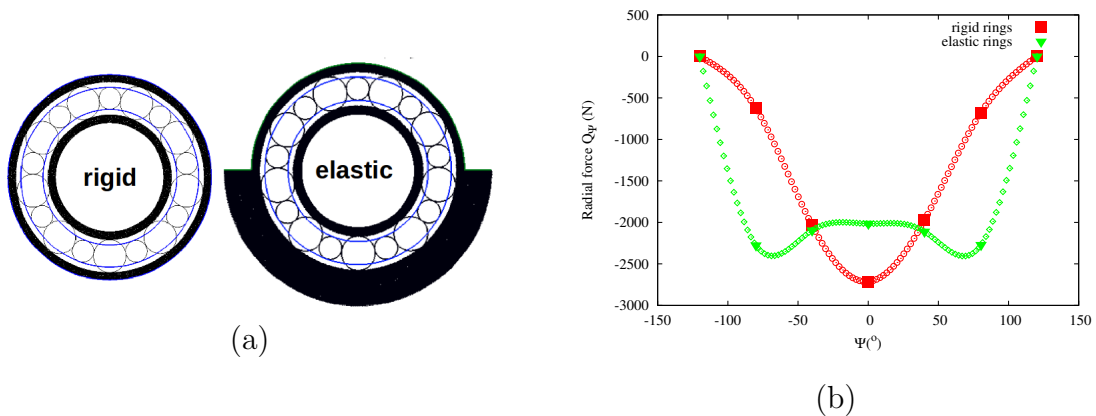 rigid
elastic
(a)
rigid rings
elastic rings
Radial force Q_Ψ (N)
500
0
-500
-1000
-1500
-2000
-2500
-3000
-150
-100
-50
0
50
100
150
Ψ(°)
(b)